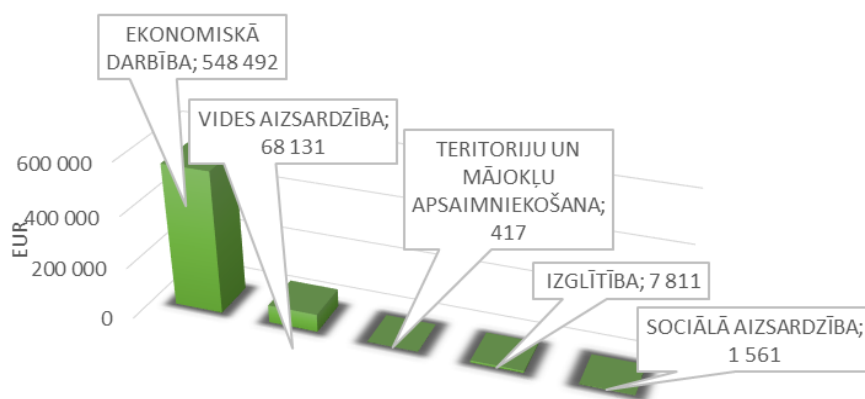 EKONOMISKĀ
DARBĪBA; 548 492
VIDES AIZSARDZĪBA;
68 131
TERITORIJU UN
MĀJOKĻU
APSAIMNIEKOŠANA;
417
IZGLĪTĪBA; 7 811
SOCIĀLĀ AIZSARDZĪBA;
1 561
600 000
400 000
200 000
0
EUR